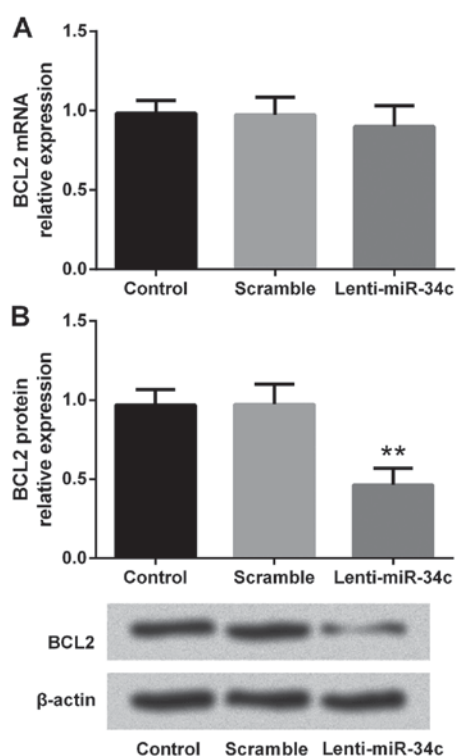 A
BCL2 mRNA
relative expression
1.5
1.0
0.5
0.0
Control Scramble Lenti-miR-34c
B
BCL2 protein
relative expression
1.5
1.0
0.5
0.0
**
Control Scramble Lenti-miR-34c
BCL2
β-actin
Control Scramble Lenti-miR-34c